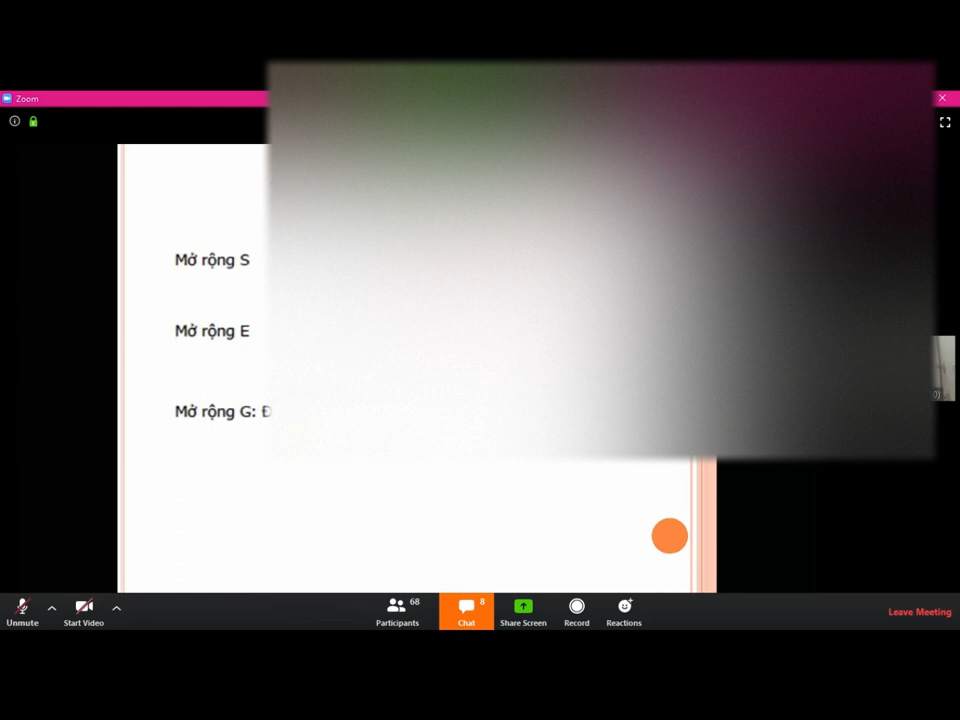 Zoom
Mở rộng S
Mở rộng E
Mở rộng G: Đ
0)
68
8
Unmute
Start Video
Participants
Chat
Share Screen
Record
Reactions
Leave Meeting